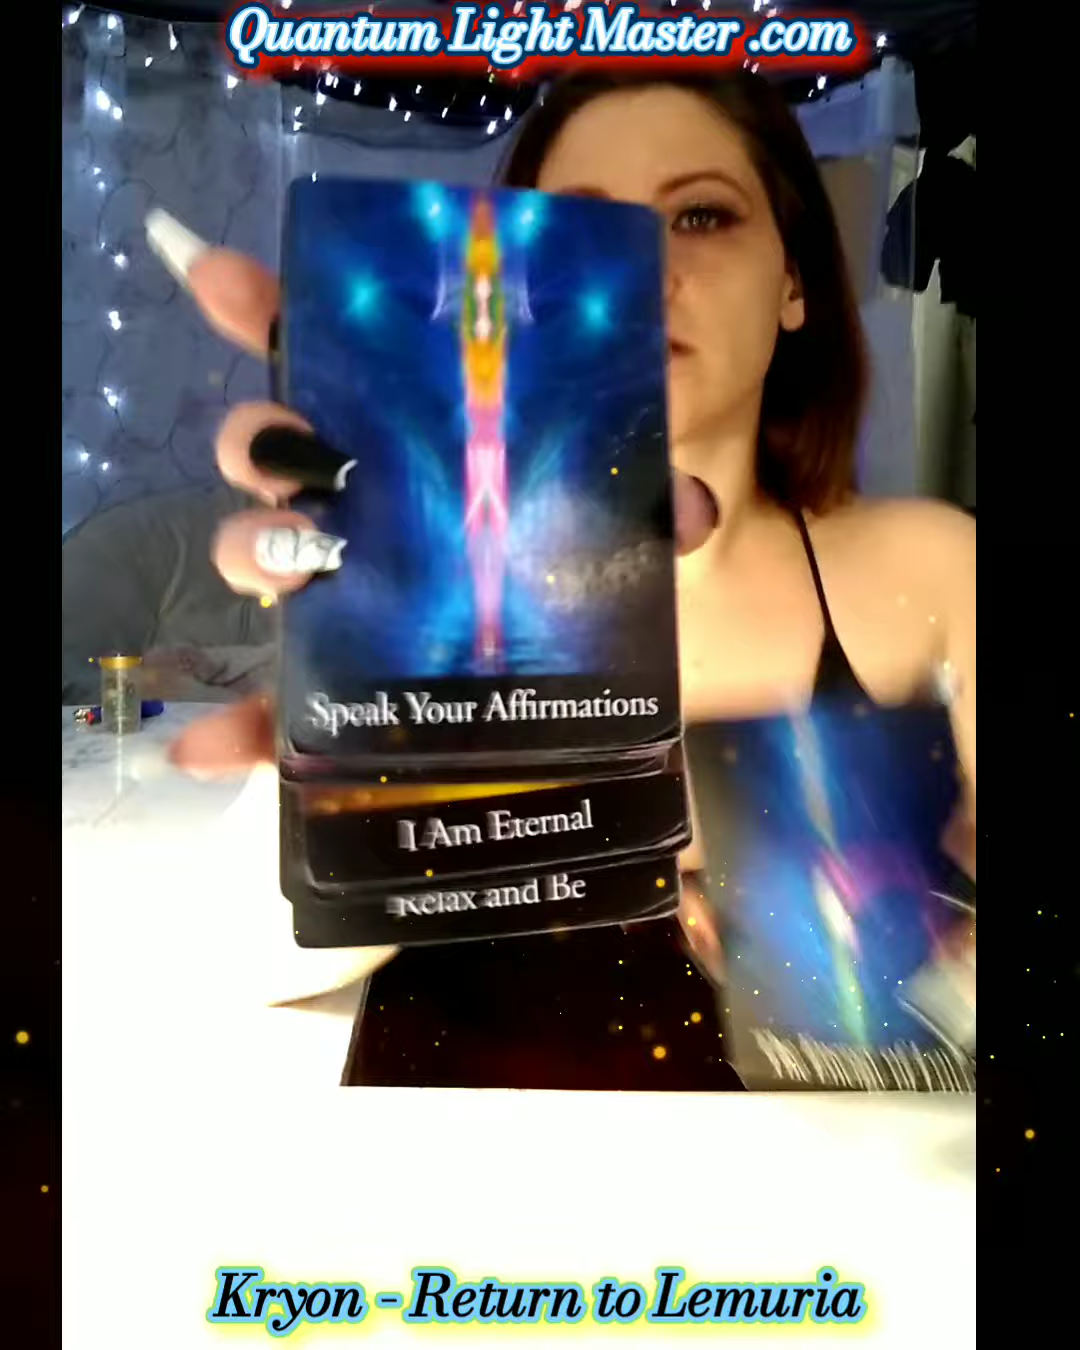 Quantum Light Master .com
Speak Your Affirmations
I Am Eternal
Relax and Be
Kryon - Return to Lemuria